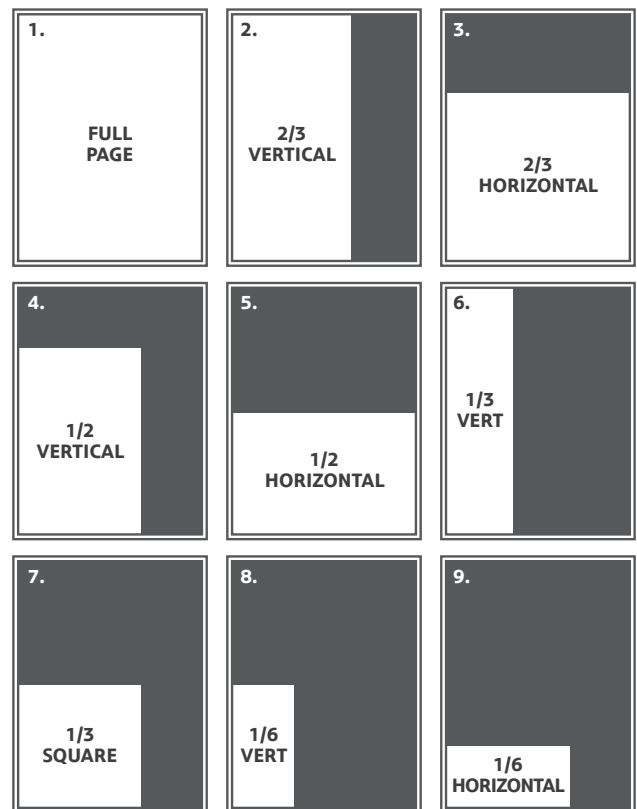 1.
FULL
PAGE
2.
2/3
VERTICAL
3.
2/3
HORIZONTAL
4.
1/2
VERTICAL
5.
1/2
HORIZONTAL
6.
1/3
VERT
7.
1/3
SQUARE
8.
1/6
VERT
9.
1/6
HORIZONTAL